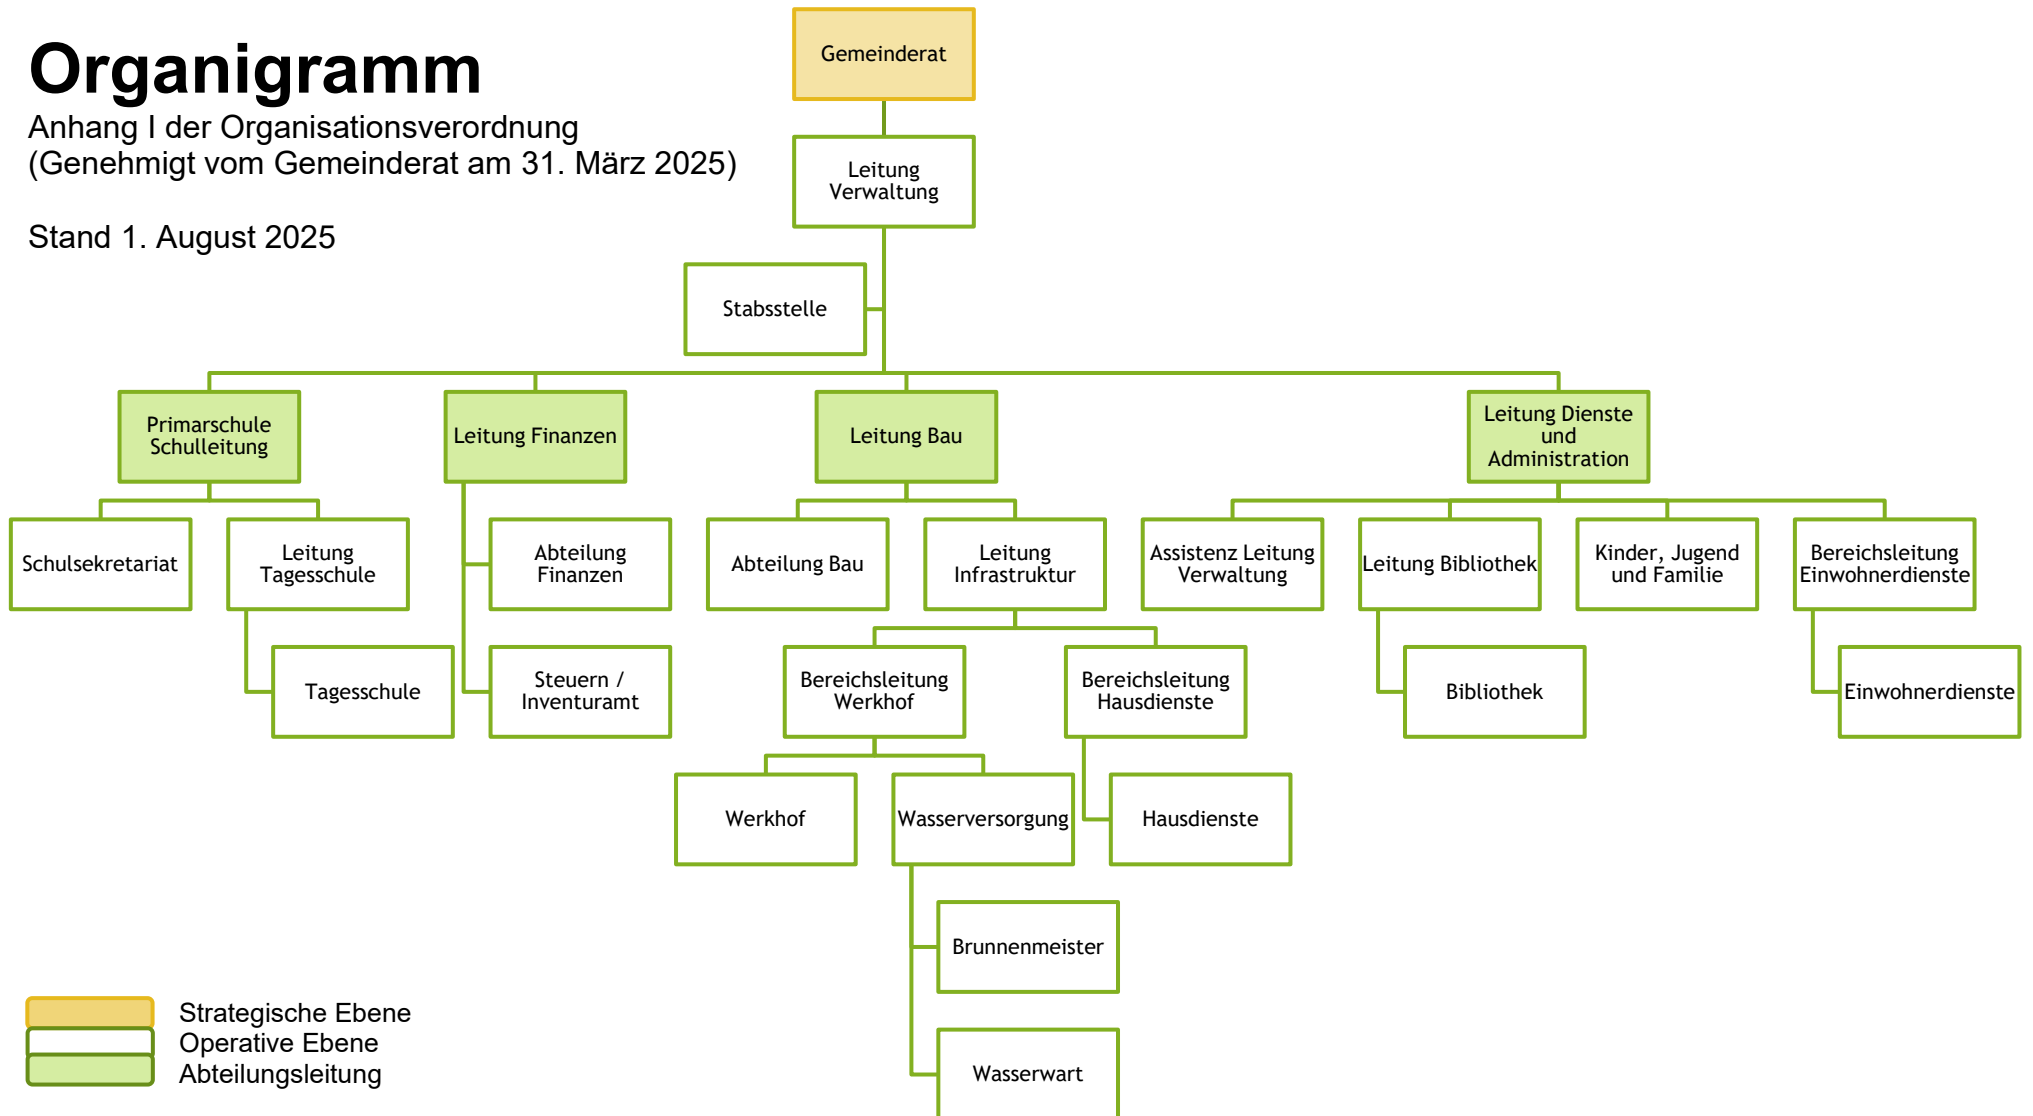 Organigramm
Anhang I der Organisationsverordnung
(Genehmigt vom Gemeinderat am 31. März 2025)
Stand 1. August 2025
Gemeinderat
Leitung
Verwaltung
Stabsstelle
Primarschule
Schulleitung
Leitung Finanzen
Leitung Bau
Leitung Dienste
und
Administration
Schulsekretariat
Leitung
Tagesschule
Abteilung
Finanzen
Abteilung Bau
Leitung
Infrastruktur
Assistenz Leitung
Verwaltung
Leitung Bibliothek
Kinder, Jugend
und Familie
Bereichsleitung
Einwohnerdienste
Tagesschule
Steuern /
Inventuramt
Bereichsleitung
Werkhof
Bereichsleitung
Hausdienste
Bibliothek
Einwohnerdienste
Werkhof
Wasserversorgung
Hausdienste
Brunnenmeister
Wasserwart
Strategische Ebene
Operative Ebene
Abteilungsleitung